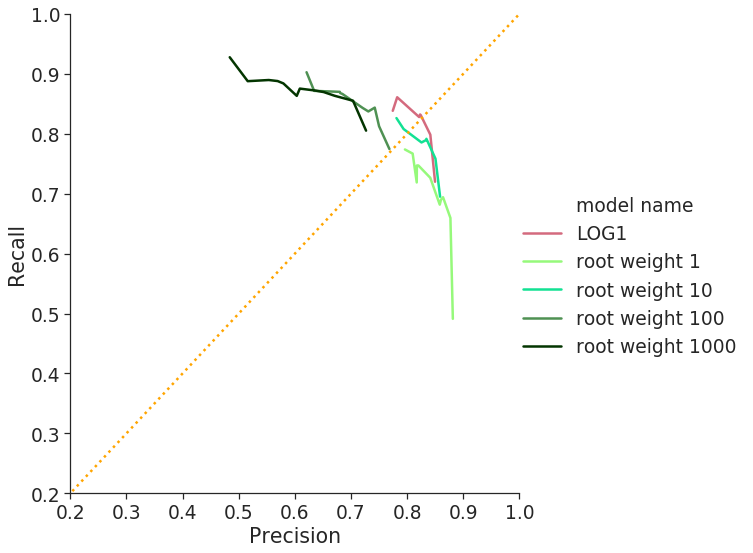 1.0
0.9
0.8
0.7
0.6
0.5
0.4
0.3
0.2
Recall
0.2 0.3 0.4 0.5 0.6 0.7 0.8 0.9 1.0
Precision
model name
LOG1
root weight 1
root weight 10
root weight 100
root weight 1000